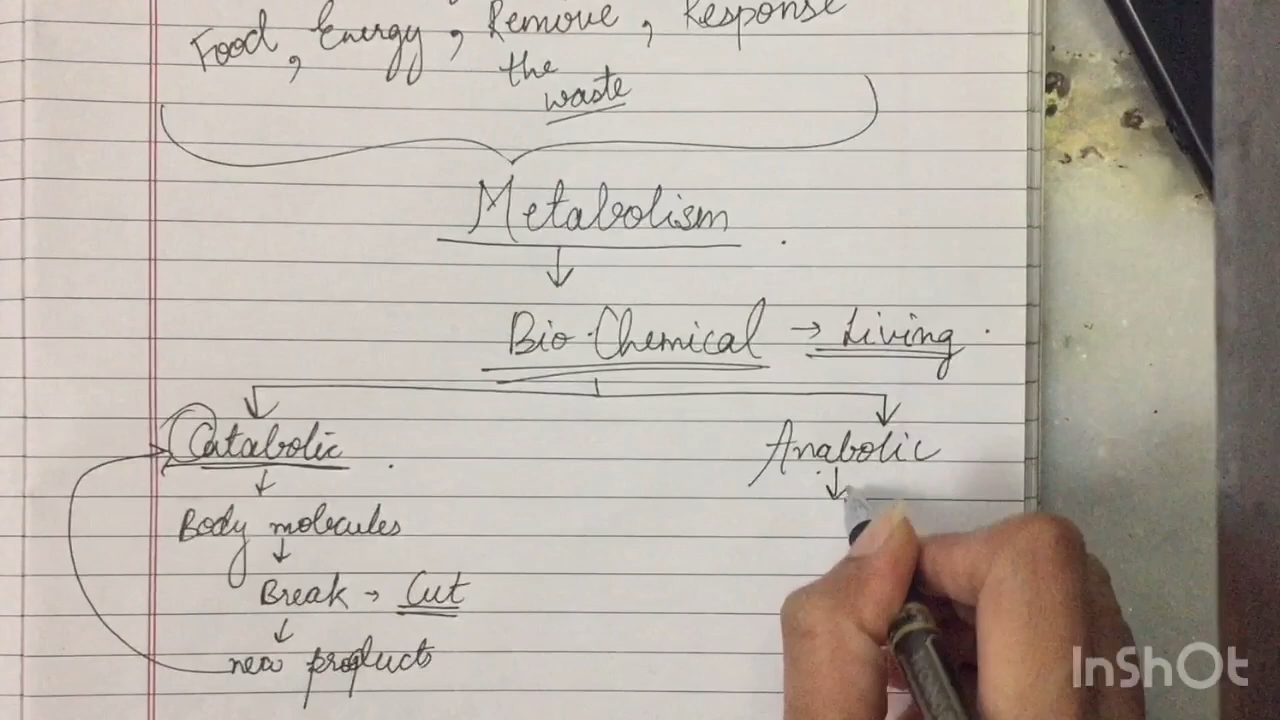 Food, Energy, Remove, Response
the
waste
Metabolism
Bio-Chemical → Living.
Catabolic
Anabolic
Body molecules
Break → Cut
new products
InShOt